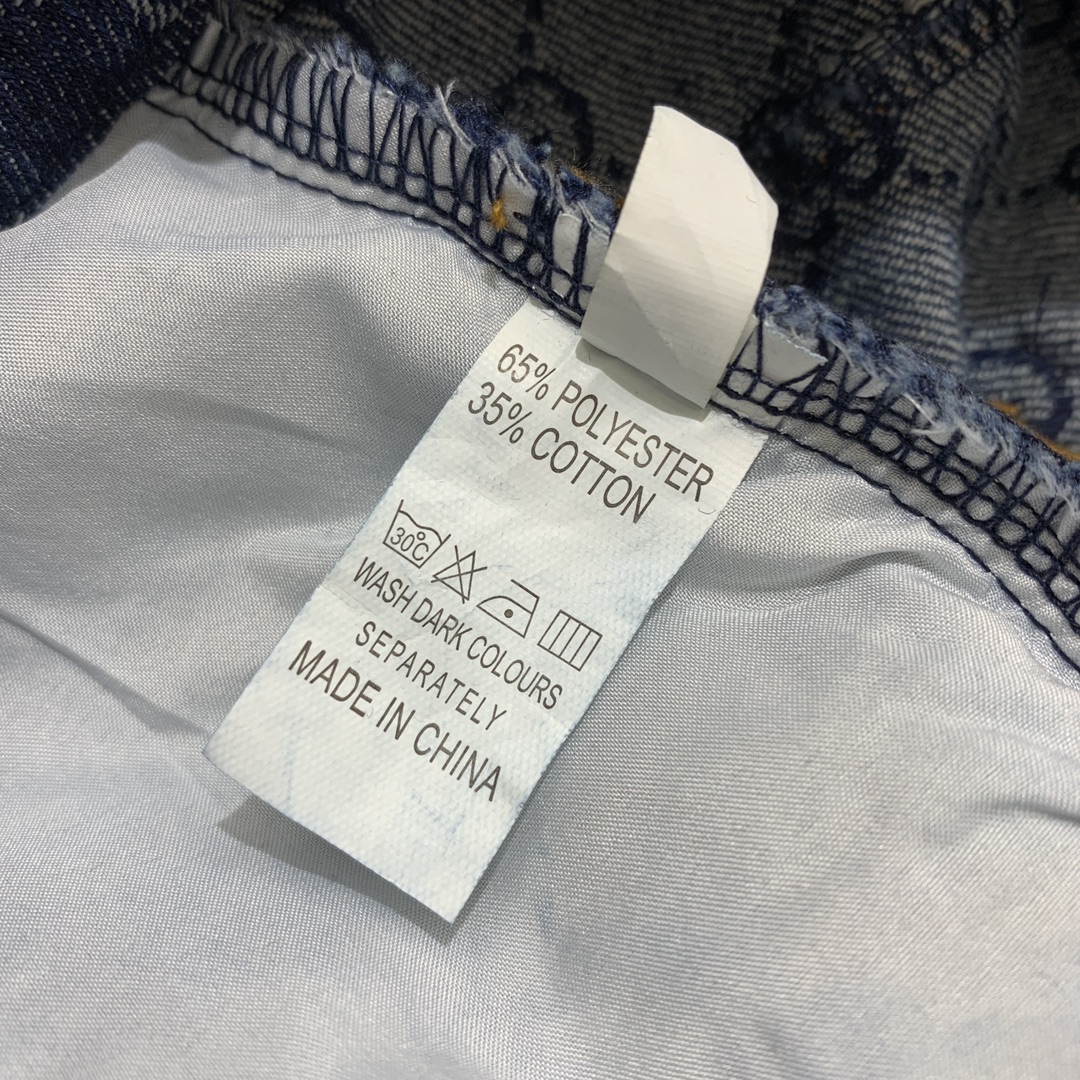 65% POLYESTER
35% COTTON
30°C
WASH DARK COLOURS
SEPARATELY
MADE IN CHINA